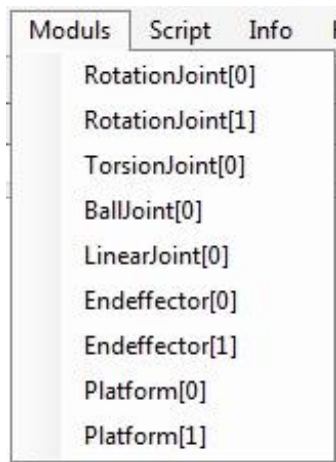 Moduls Script Info
RotationJoint[0]
RotationJoint[1]
TorsionJoint[0]
BallJoint[0]
LinearJoint[0]
Endeffector[0]
Endeffector[1]
Platform[0]
Platform[1]